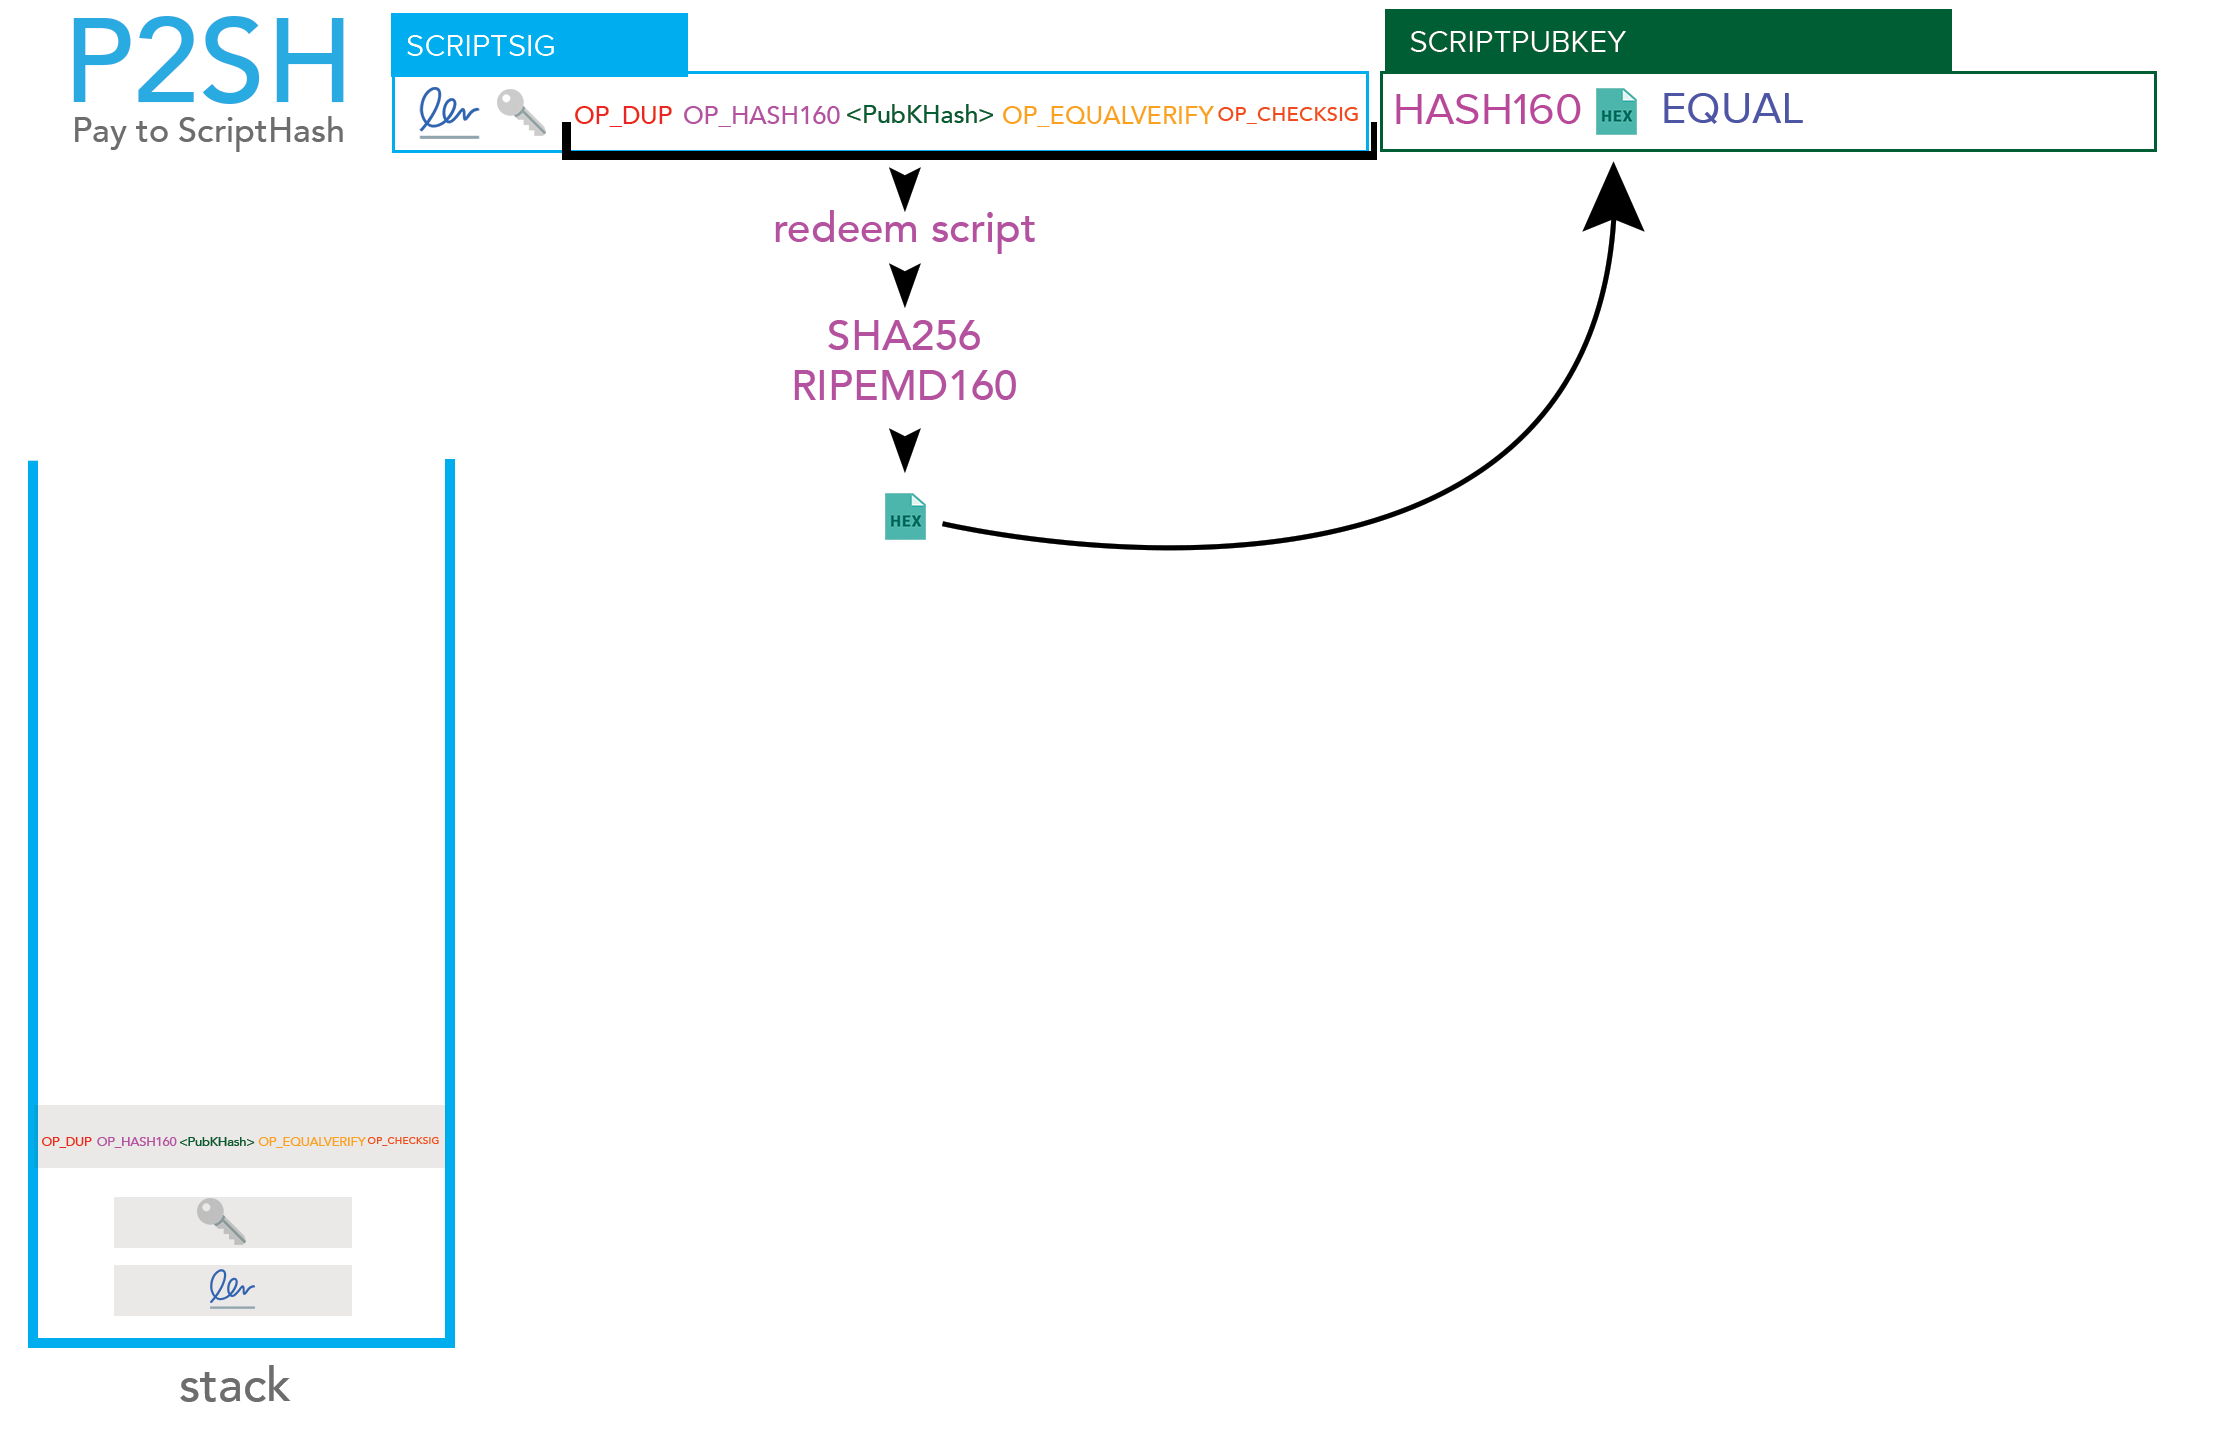 P2SH
Pay to ScriptHash
SCRIPTSIG
OP_DUP OP_HASH160 <PubKHash> OP_EQUALVERIFY OP_CHECKSIG
SCRIPTPUBKEY
HASH160 HEX EQUAL
redeem script
SHA256
RIPEMD160
HEX
OP_DUP OP_HASH160 <PubKHash> OP_EQUALVERIFY OP_CHECKSIG
stack